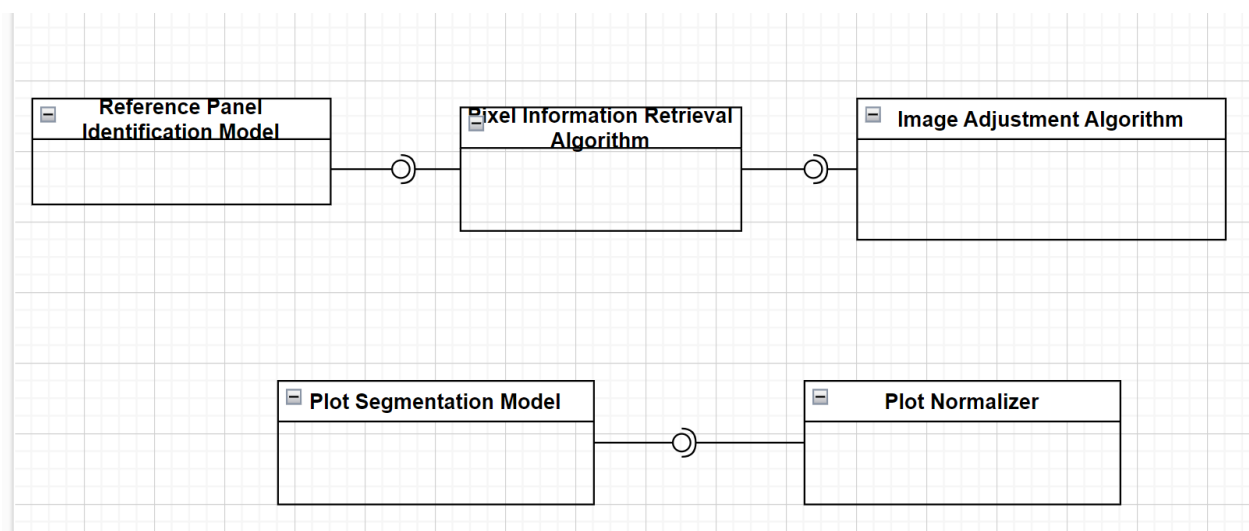 Reference Panel
Identification Model
Pixel Information Retrieval
Algorithm
Image Adjustment Algorithm
Plot Segmentation Model
Plot Normalizer